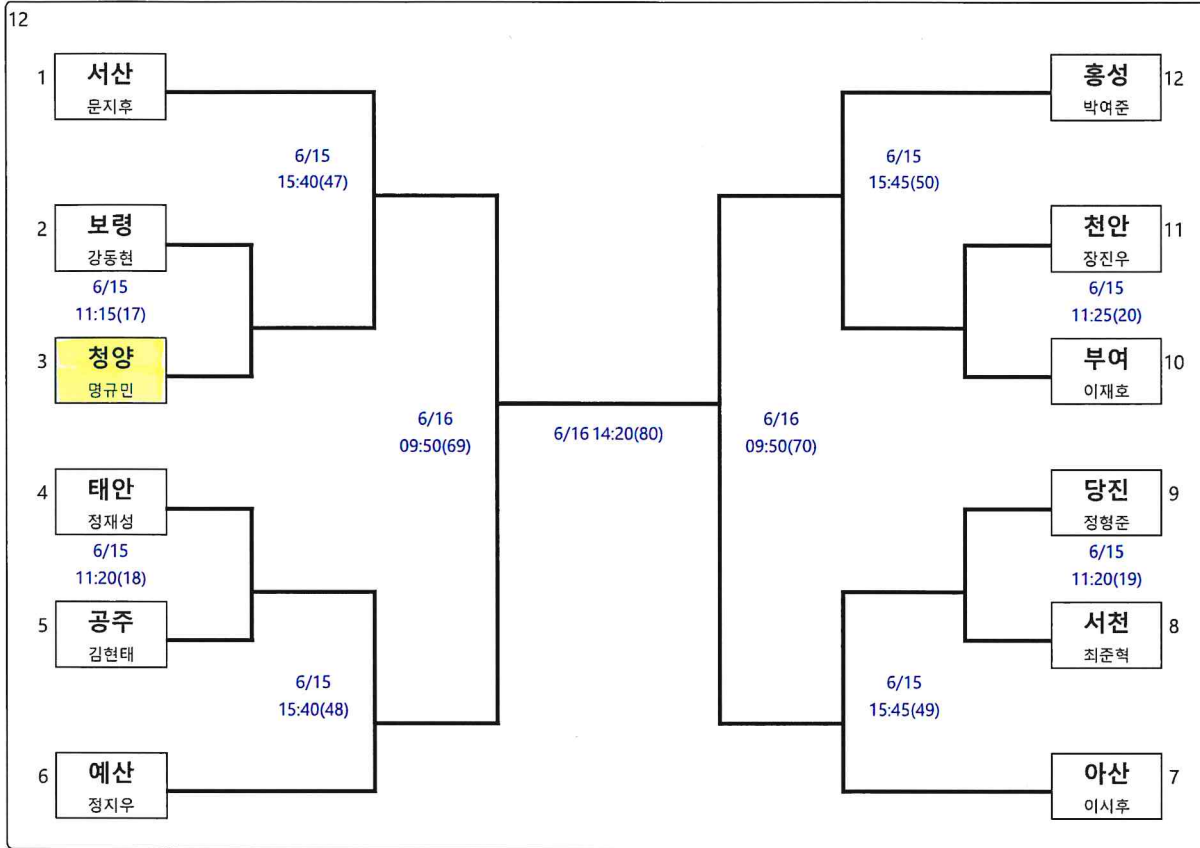 12
1
서산
문지후
6/15
15:40(47)
2
보령
강동현
6/15
11:15(17)
3
청양
명규민
6/16
09:50(69)
4
태안
정재성
6/15
11:20(18)
5
공주
김현태
6/15
15:40(48)
6
예산
정지우
6/16 14:20(80)
홍성
12
박여준
6/15
15:45(50)
천안
11
장진우
6/15
11:25(20)
부여
10
이재호
6/16
09:50(70)
당진
9
정형준
6/15
11:20(19)
서천
8
최준혁
6/15
15:45(49)
아산
7
이시후